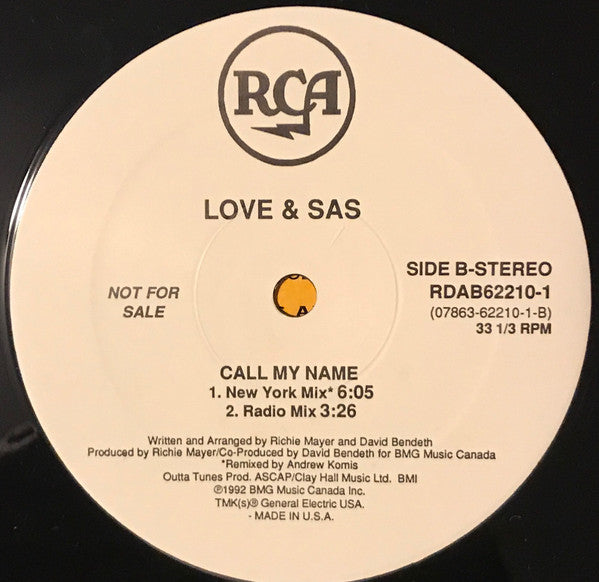 RCA
LOVE & SAS
SIDE B-STEREO
NOT FOR SALE
RDAB62210-1
(07863-62210-1-B)
33 1/3 RPM
CALL MY NAME
1. New York Mix* 6:05
2. Radio Mix 3:26
Written and Arranged by Richie Mayer and David Bendeth
Produced by Richie Mayer/Co-Produced by David Bendeth for BMG Music Canada
*Remixed by Andrew Komis
Outta Tunes Prod. ASCAP/Clay Hall Music Ltd. BMI
℗1992 BMG Music Canada Inc.
TMK(s)® General Electric USA.
- MADE IN U.S.A.